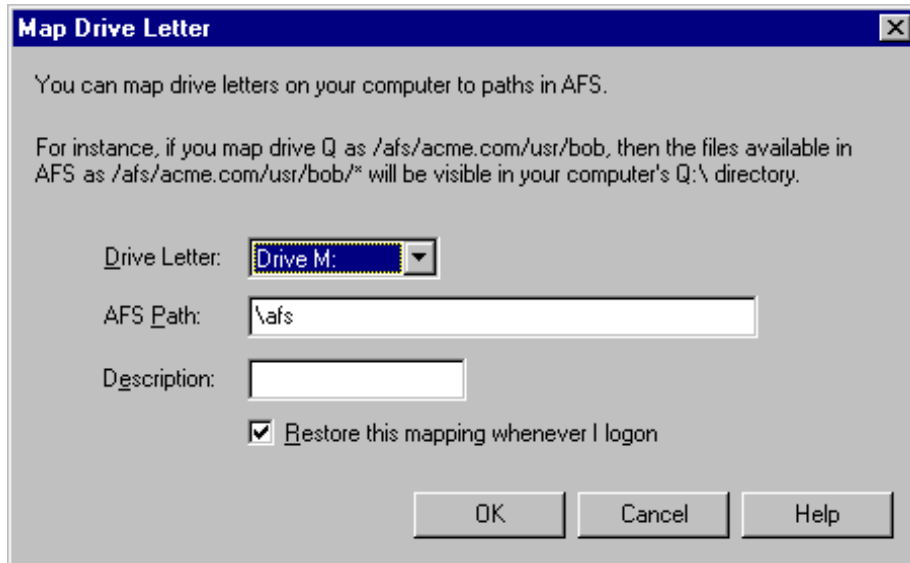 Map Drive Letter
You can map drive letters on your computer to paths in AFS.
For instance, if you map drive Q as /afs/acme.com/usr/bob, then the files available in
AFS as /afs/acme.com/usr/bob/* will be visible in your computer's Q:\ directory.
Drive Letter: Drive M:
AFS Path: \afs
Description:
Restore this mapping whenever I logon
OK Cancel Help